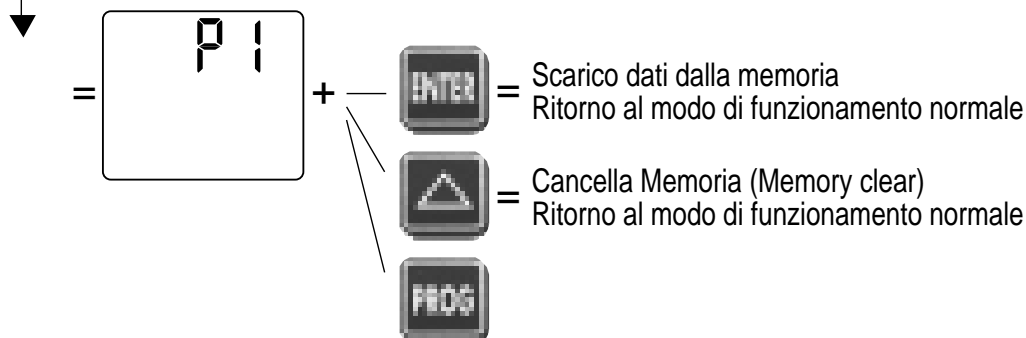 P1
= + ENTER = Scarico dati dalla memoria
Ritorno al modo di funzionamento normale
= Cancella Memoria (Memory clear)
Ritorno al modo di funzionamento normale
PROG